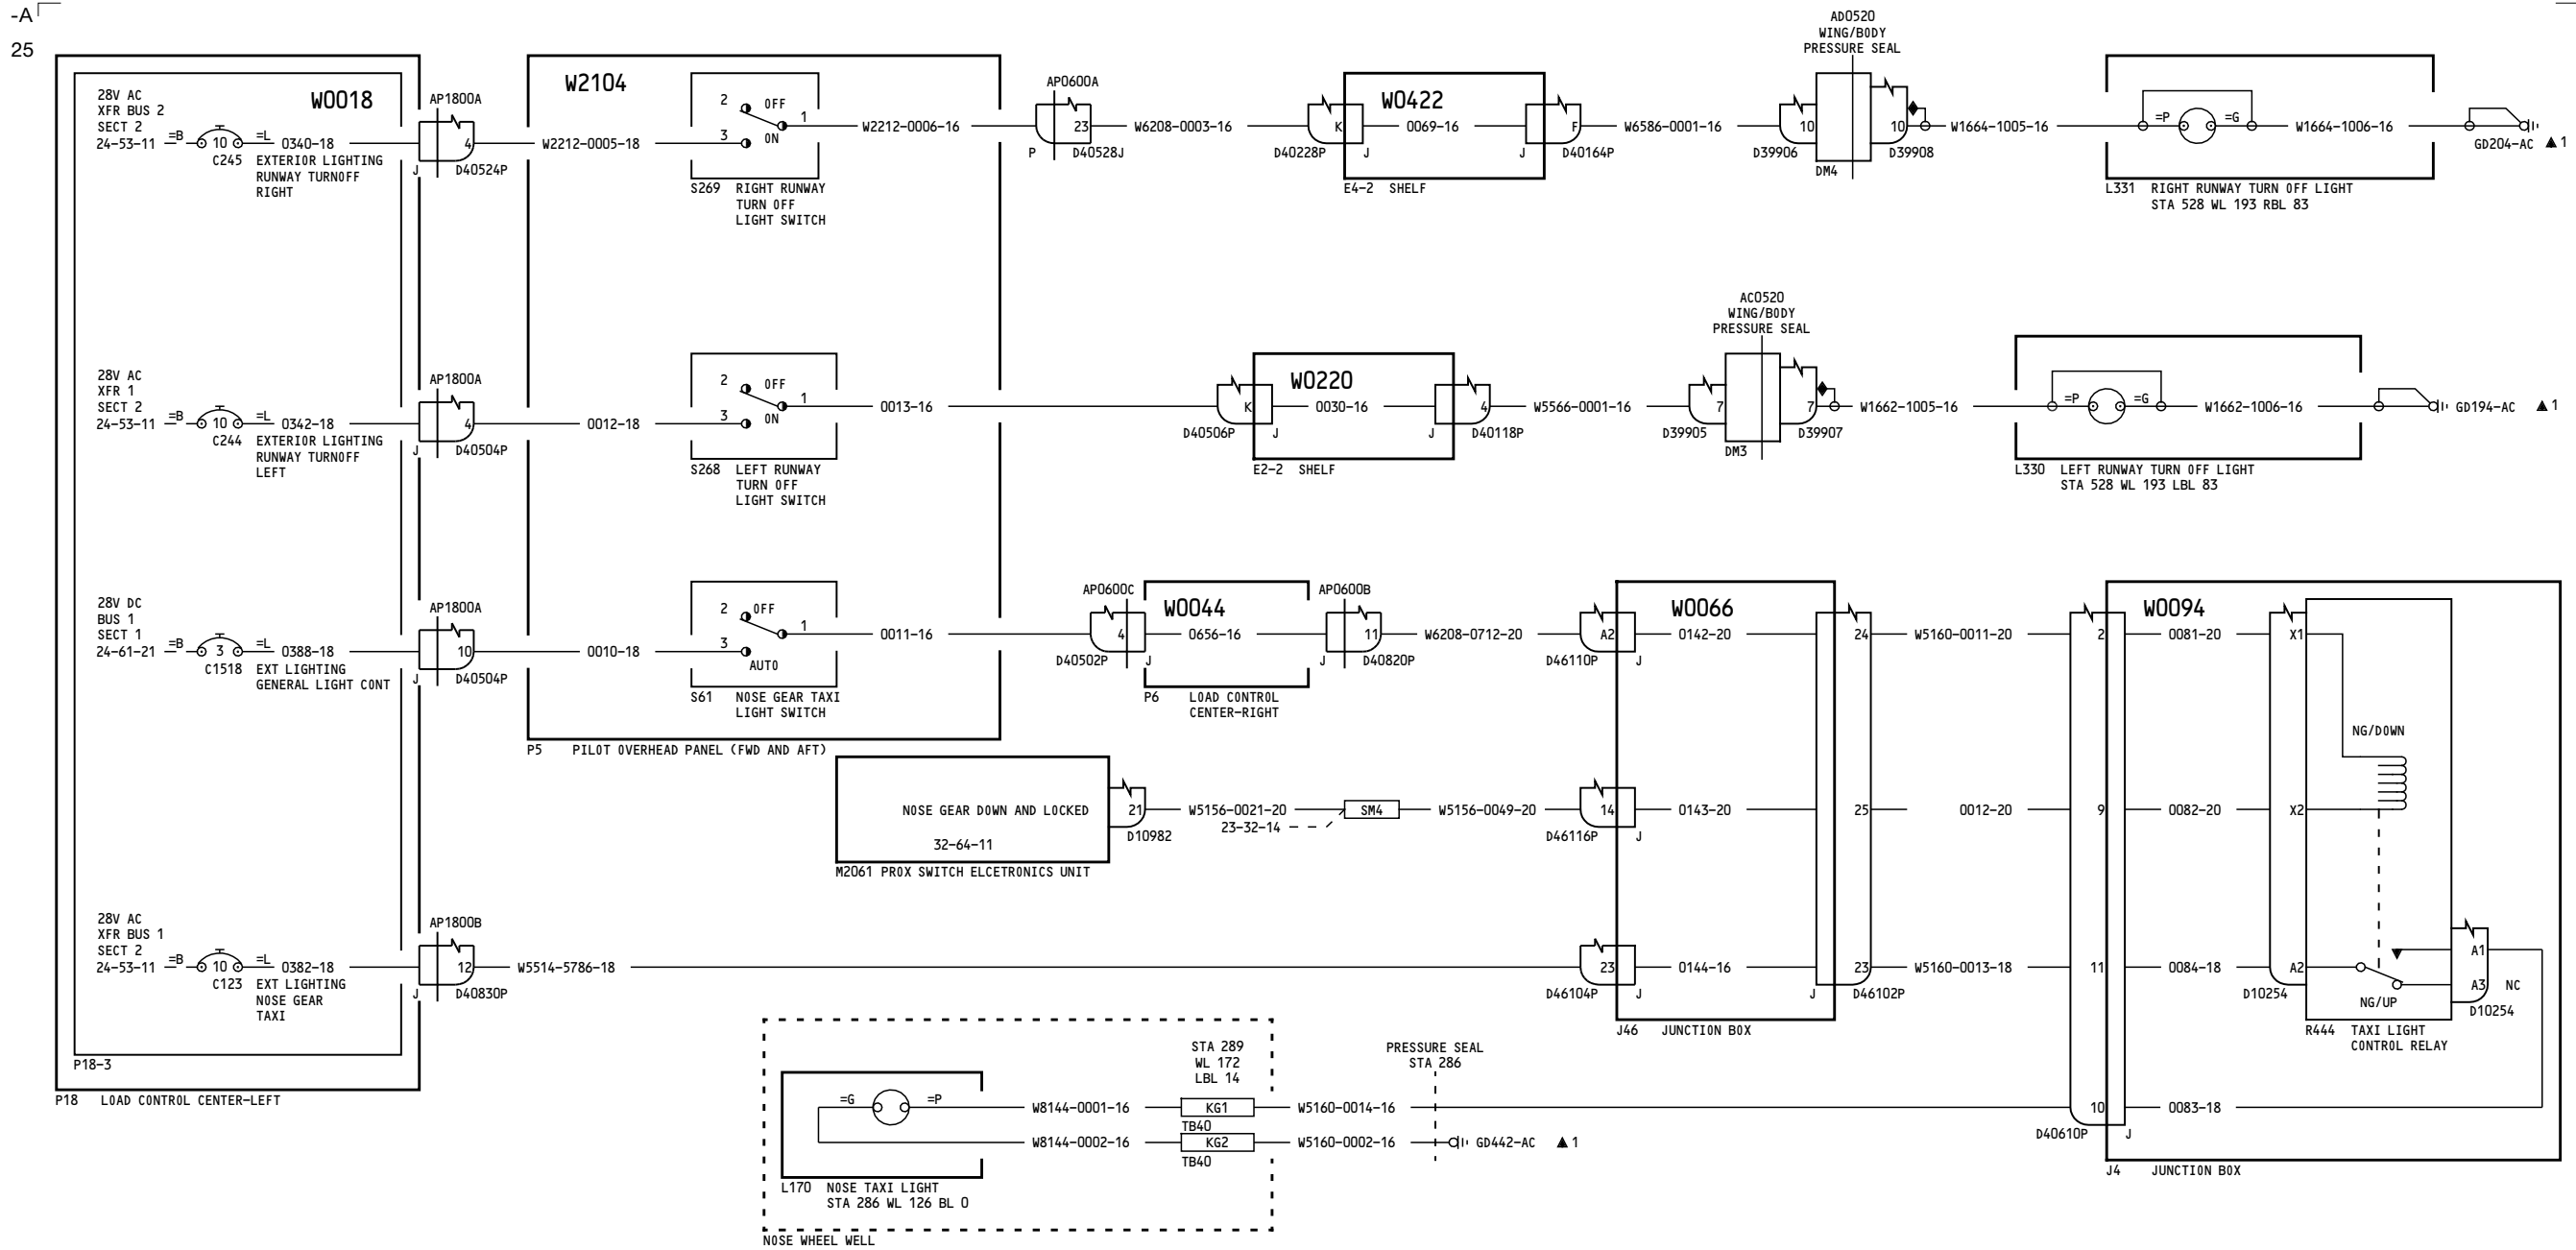 -A
25
28V AC
XFR BUS 2
SECT 2
24-53-11
=B
10
=L
C245
0340-18
EXTERIOR LIGHTING
RUNWAY TURNOFF
RIGHT
W0018
AP1800A
4
J
D40524P
W2104
W2212-0005-18
2
OFF
3
ON
1
S269
RIGHT RUNWAY
TURN OFF
LIGHT SWITCH
W2212-0006-16
AP0600A
23
P
D40528J
W6208-0003-16
K
D40228P
J
W0422
0069-16
E4-2 SHELF
J
F
D40164P
W6586-0001-16
AD0520
WING/BODY
PRESSURE SEAL
10
D39906
DM4
10
D39908
W1664-1005-16
=P
=G
W1664-1006-16
L331 RIGHT RUNWAY TURN OFF LIGHT
STA 528 WL 193 RBL 83
GD204-AC ▲1
28V AC
XFR 1
SECT 2
24-53-11
=B
10
=L
C244
0342-18
EXTERIOR LIGHTING
RUNWAY TURNOFF
LEFT
AP1800A
4
J
D40504P
0012-18
2
OFF
3
ON
1
S268
LEFT RUNWAY
TURN OFF
LIGHT SWITCH
0013-16
K
D40506P
J
W0220
0030-16
E2-2 SHELF
J
4
D40118P
W5566-0001-16
AC0520
WING/BODY
PRESSURE SEAL
7
D39905
DM3
7
D39907
W1662-1005-16
=P
=G
W1662-1006-16
L330 LEFT RUNWAY TURN OFF LIGHT
STA 528 WL 193 LBL 83
GD194-AC ▲1
28V DC
BUS 1
SECT 1
24-61-21
=B
3
=L
C1518
0388-18
EXT LIGHTING
GENERAL LIGHT CONT
AP1800A
10
J
D40504P
0010-18
2
OFF
3
AUTO
1
S61
NOSE GEAR TAXI
LIGHT SWITCH
P5 PILOT OVERHEAD PANEL (FWD AND AFT)
0011-16
AP0600C
4
D40502P
J
W0044
0656-16
P6
LOAD CONTROL
CENTER-RIGHT
AP0600B
11
J
D40820P
W6208-0712-20
A2
D46110P
J
W0066
0142-20
24
W5160-0011-20
2
W0094
0081-20
X1
NG/DOWN
NOSE GEAR DOWN AND LOCKED
32-64-11
M2061 PROX SWITCH ELCETRONICS UNIT
21
D10982
W5156-0021-20
23-32-14
SM4
W5156-0049-20
14
D46116P
J
0143-20
25
0012-20
9
0082-20
X2
28V AC
XFR BUS 1
SECT 2
24-53-11
=B
10
=L
C123
0382-18
EXT LIGHTING
NOSE GEAR
TAXI
P18-3
P18 LOAD CONTROL CENTER-LEFT
AP1800B
12
J
D40830P
W5514-5786-18
23
D46104P
J
0144-16
J
23
D46102P
J46 JUNCTION BOX
W5160-0013-18
11
0084-18
A2
D10254
NG/UP
A1
A3
NC
D10254
R444
TAXI LIGHT
CONTROL RELAY
=G
=P
W8144-0001-16
W8144-0002-16
L170 NOSE TAXI LIGHT
STA 286 WL 126 BL 0
NOSE WHEEL WELL
STA 289
WL 172
LBL 14
KG1
TB40
KG2
TB40
W5160-0014-16
W5160-0002-16
PRESSURE SEAL
STA 286
GD442-AC ▲1
10
D40610P
J
0083-18
J4 JUNCTION BOX